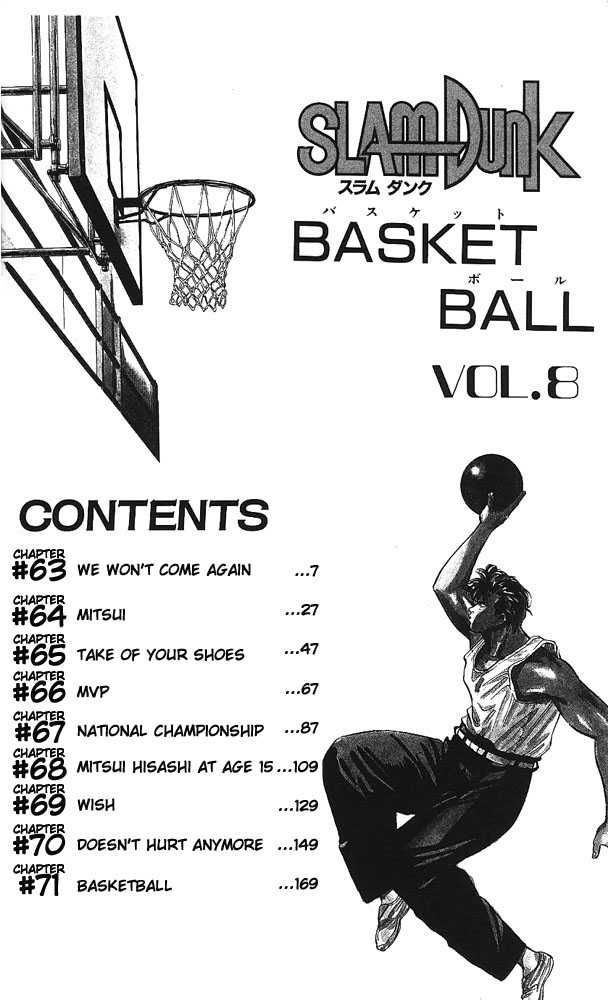 SLAM DUNK
スラム ダンク
バスケット
BASKET
ボール
BALL
VOL.8
CONTENTS
CHAPTER
#63 WE WON'T COME AGAIN ...7
CHAPTER
#64 MITSUI ...27
CHAPTER
#65 TAKE OF YOUR SHOES ...47
CHAPTER
#66 MVP ...67
CHAPTER
#67 NATIONAL CHAMPIONSHIP ...87
CHAPTER
#68 MITSUI HISASHI AT AGE 15 ...109
CHAPTER
#69 WISH ...129
CHAPTER
#70 DOESN'T HURT ANYMORE ...149
CHAPTER
#71 BASKETBALL ...169